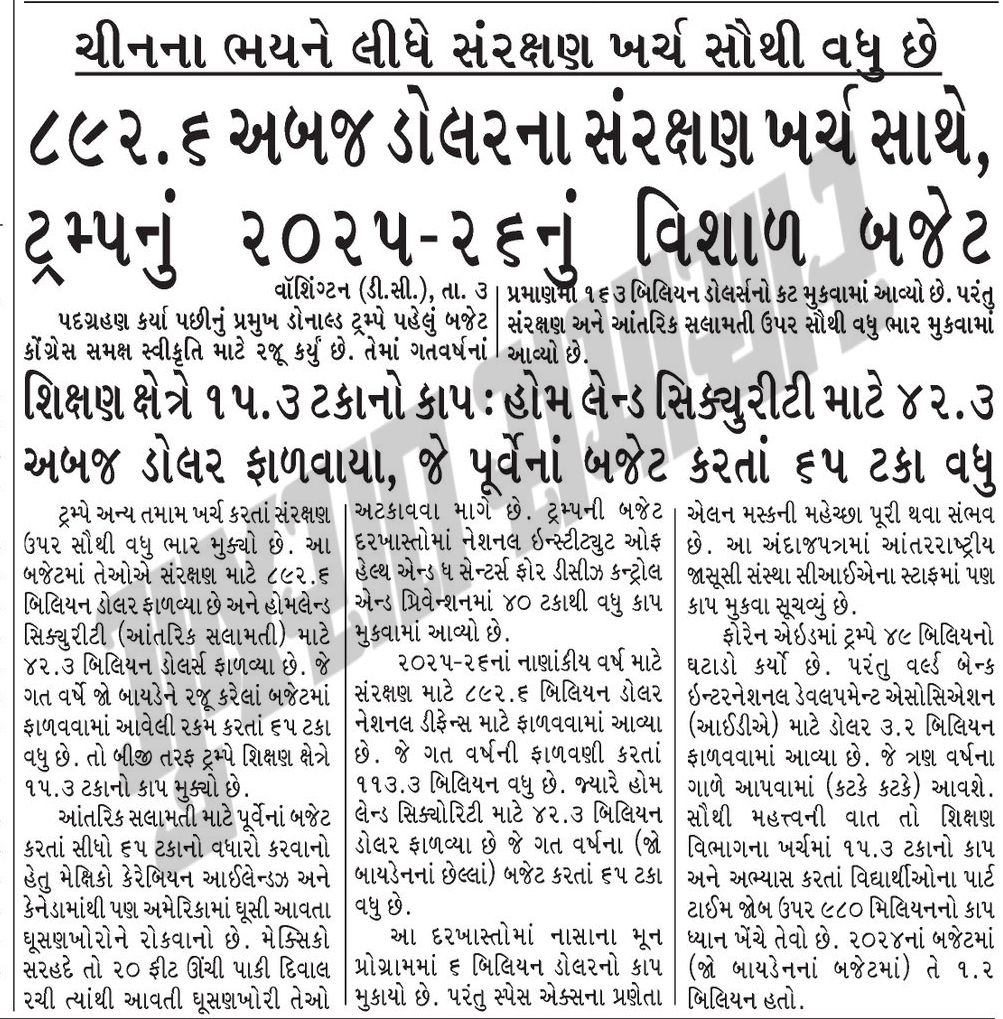 ચીનના ભયને લીધે સંરક્ષણ ખર્ચ સૌથી વધુ છે
૮૯૨.૬ અબજ ડોલરના સંરક્ષણ ખર્ચ સાથે,
ટ્રમ્પનું ૨૦૨૫-૨૬નું વિશાળ બજેટ
વૉશિંગ્ટન (ડી.સી.), તા. ૩
પદગ્રહણ કર્યા પછીનું પ્રમુખ ડોનાલ્ડ ટ્રમ્પે પહેલું બજેટ
કોંગ્રેસ સમક્ષ સ્વીકૃતિ માટે રજૂ કર્યું છે. તેમાં ગતવર્ષનાં
પ્રમાણમાં ૧૬૩ બિલિયન ડોલર્સનો કટ મુકવામાં આવ્યો છે. પરંતુ
સંરક્ષણ અને આંતરિક સલામતી ઉપર સૌથી વધુ ભાર મુકવામાં
આવ્યો છે.
શિક્ષણ ક્ષેત્રે ૧૫.૩ ટકાનો કાપ : હોમ લેન્ડ સિક્યુરીટી માટે ૪૨.૩
અબજ ડોલર ફાળવાયા, જે પૂર્વેનાં બજેટ કરતાં ૬૫ ટકા વધુ
ટ્રમ્પે અન્ય તમામ ખર્ચ કરતાં સંરક્ષણ
ઉપર સૌથી વધુ ભાર મુક્યો છે. આ
બજેટમાં તેઓએ સંરક્ષણ માટે ૮૯૨.૬
બિલિયન ડોલર ફાળવ્યા છે અને હોમલેન્ડ
સિક્યુરીટી (આંતરિક સલામતી) માટે
૪૨.૩ બિલિયન ડોલર્સ ફાળવ્યા છે. જે
ગત વર્ષે જો બાયડેને રજૂ કરેલાં બજેટમાં
ફાળવવામાં આવેલી રકમ કરતાં ૬૫ ટકા
વધુ છે. તો બીજી તરફ ટ્રમ્પે શિક્ષણ ક્ષેત્રે
૧૫.૩ ટકાનો કાપ મુક્યો છે.
આંતરિક સલામતી માટે પૂર્વેનાં બજેટ
કરતાં સીધો ૬૫ ટકાનો વધારો કરવાનો
હેતુ મેક્ષિકો કેરેબિયન આઈલેન્ડઝ અને
કેનેડામાંથી પણ અમેરિકામાં ઘૂસી આવતા
ઘૂસણખોરોને રોકવાનો છે. મેક્સિકો
સરહદે તો ૨૦ ફીટ ઊંચી પાકી દિવાલ
રચી ત્યાંથી આવતી ઘૂસણખોરી તેઓ
અટકાવવા માગે છે. ટ્રમ્પની બજેટ
દરખાસ્તોમાં નેશનલ ઇન્સ્ટીટ્યુટ ઓફ
હેલ્થ એન્ડ ધ સેન્ટર્સ ફોર ડીસીઝ કન્ટ્રોલ
એન્ડ પ્રિવેન્શનમાં ૪૦ ટકાથી વધુ કાપ
મુકવામાં આવ્યો છે.
૨૦૨૫-૨૬નાં નાણાંકીય વર્ષ માટે
સંરક્ષણ માટે ૮૯૨.૬ બિલિયન ડોલર
નેશનલ ડીફેન્સ માટે ફાળવવામાં આવ્યા
છે. જે ગત વર્ષની ફાળવણી કરતાં
૧૧૩.૩ બિલિયન વધુ છે. જ્યારે હોમ
લેન્ડ સિક્યોરિટી માટે ૪૨.૩ બિલિયન
ડોલર ફાળવ્યા છે જે ગત વર્ષના (જો
બાયડેનનાં છેલ્લાં) બજેટ કરતાં ૬૫ ટકા
વધુ છે.
આ દરખાસ્તોમાં નાસાના મૂન
પ્રોગ્રામમાં ૬ બિલિયન ડોલરનો કાપ
મુકાયો છે. પરંતુ સ્પેસ એક્સના પ્રણેતા
એલન મસ્કની મહેચ્છા પૂરી થવા સંભવ
છે. આ અંદાજપત્રમાં આંતરરાષ્ટ્રીય
જાસૂસી સંસ્થા સીઆઈએના સ્ટાફમાં પણ
કાપ મુકવા સૂચવ્યું છે.
ફોરેન એઇડમાં ટ્રમ્પે ૪૯ બિલિયનો
ઘટાડો કર્યો છે. પરંતુ વર્લ્ડ બેન્ક
ઇન્ટરનેશનલ ડેવલપમેન્ટ એસોસિએશન
(આઈડીએ) માટે ડોલર ૩.૨ બિલિયન
ફાળવવામાં આવ્યા છે. જે ત્રણ વર્ષના
ગાળે આપવામાં (કટકે કટકે) આવશે.
સૌથી મહત્ત્વની વાત તો શિક્ષણ
વિભાગના ખર્ચમાં ૧૫.૩ ટકાનો કાપ
અને અભ્યાસ કરતાં વિદ્યાર્થીઓના પાર્ટ
ટાઈમ જોબ ઉપર ૯૮૦ મિલિયનનો કાપ
ધ્યાન ખેંચે તેવો છે. ૨૦૨૪નાં બજેટમાં
(જો બાયડેનનાં બજેટમાં) તે ૧.૨
બિલિયન હતો.
ગુજરાત સમાચાર